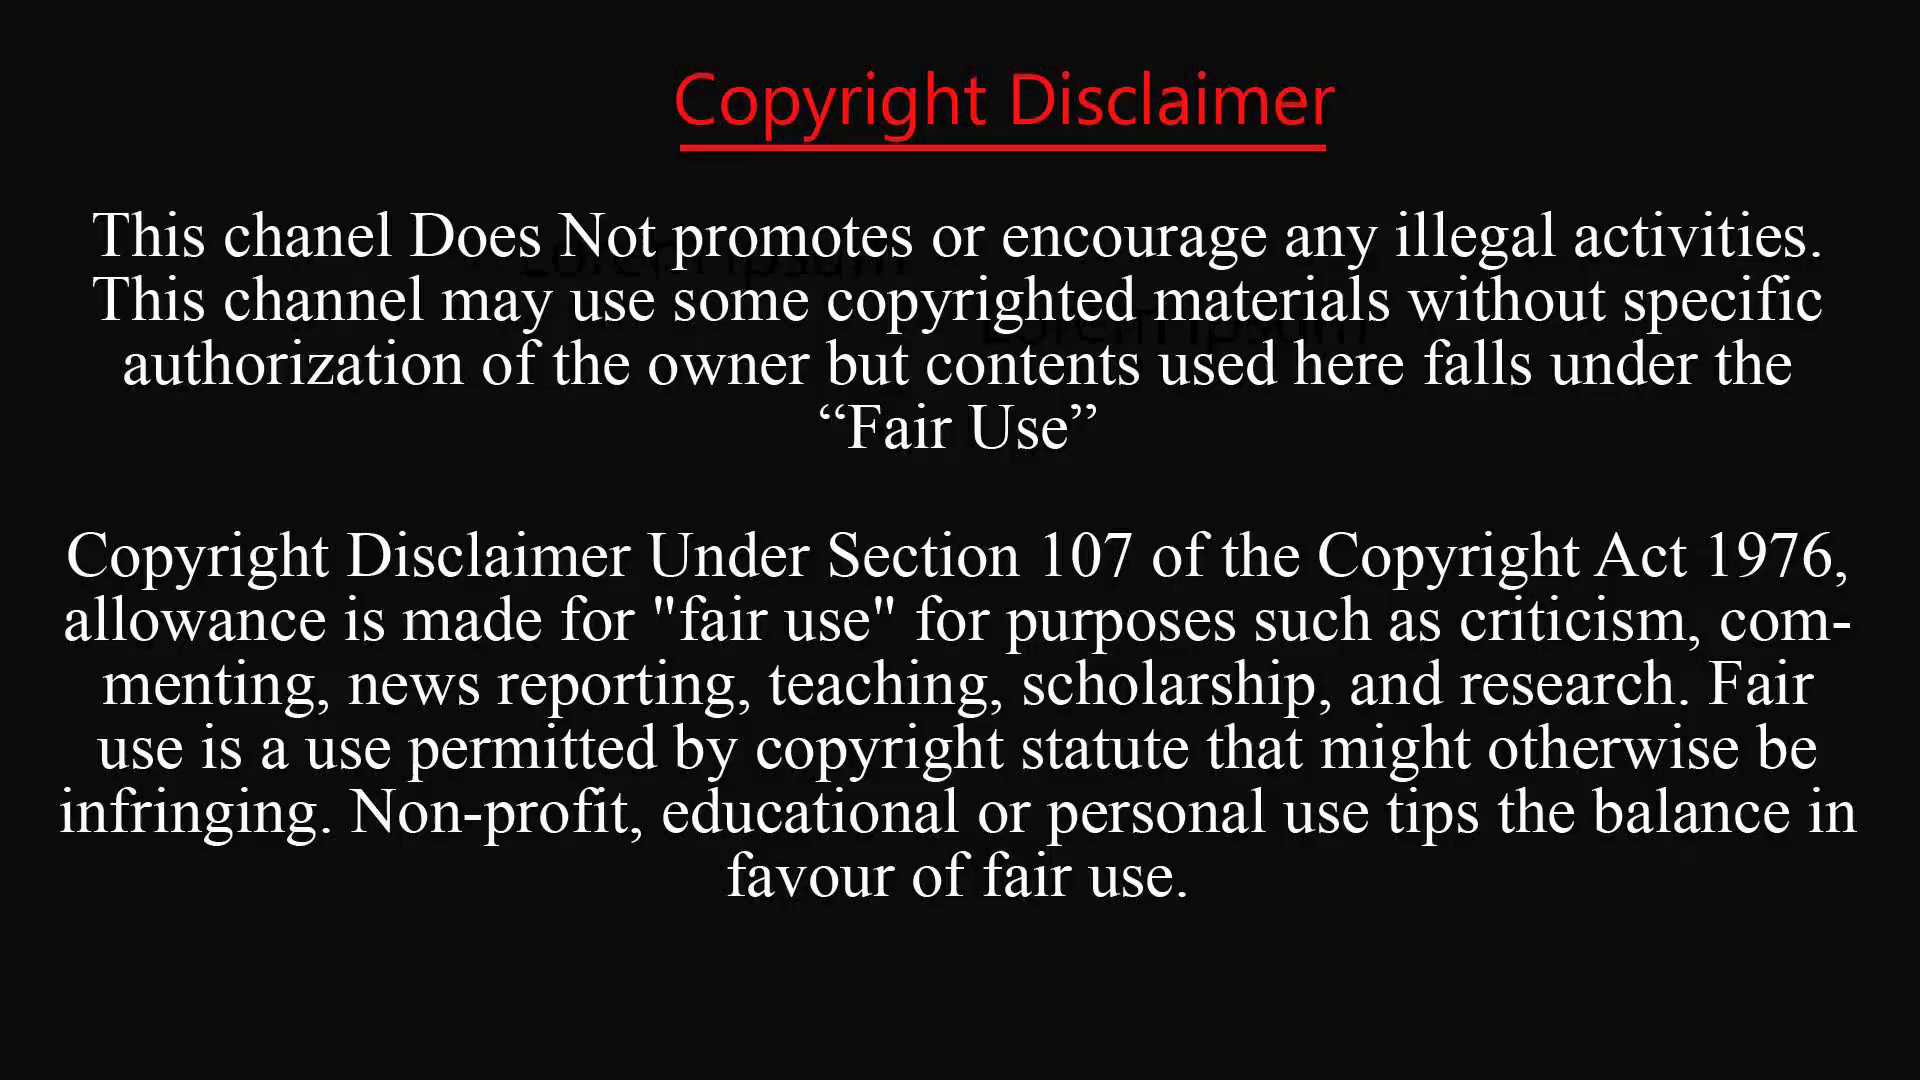 Copyright Disclaimer
This chanel Does Not promotes or encourage any illegal activities.
This channel may use some copyrighted materials without specific
authorization of the owner but contents used here falls under the
“Fair Use”
Copyright Disclaimer Under Section 107 of the Copyright Act 1976,
allowance is made for "fair use" for purposes such as criticism, com-
menting, news reporting, teaching, scholarship, and research. Fair
use is a use permitted by copyright statute that might otherwise be
infringing. Non-profit, educational or personal use tips the balance in
favour of fair use.